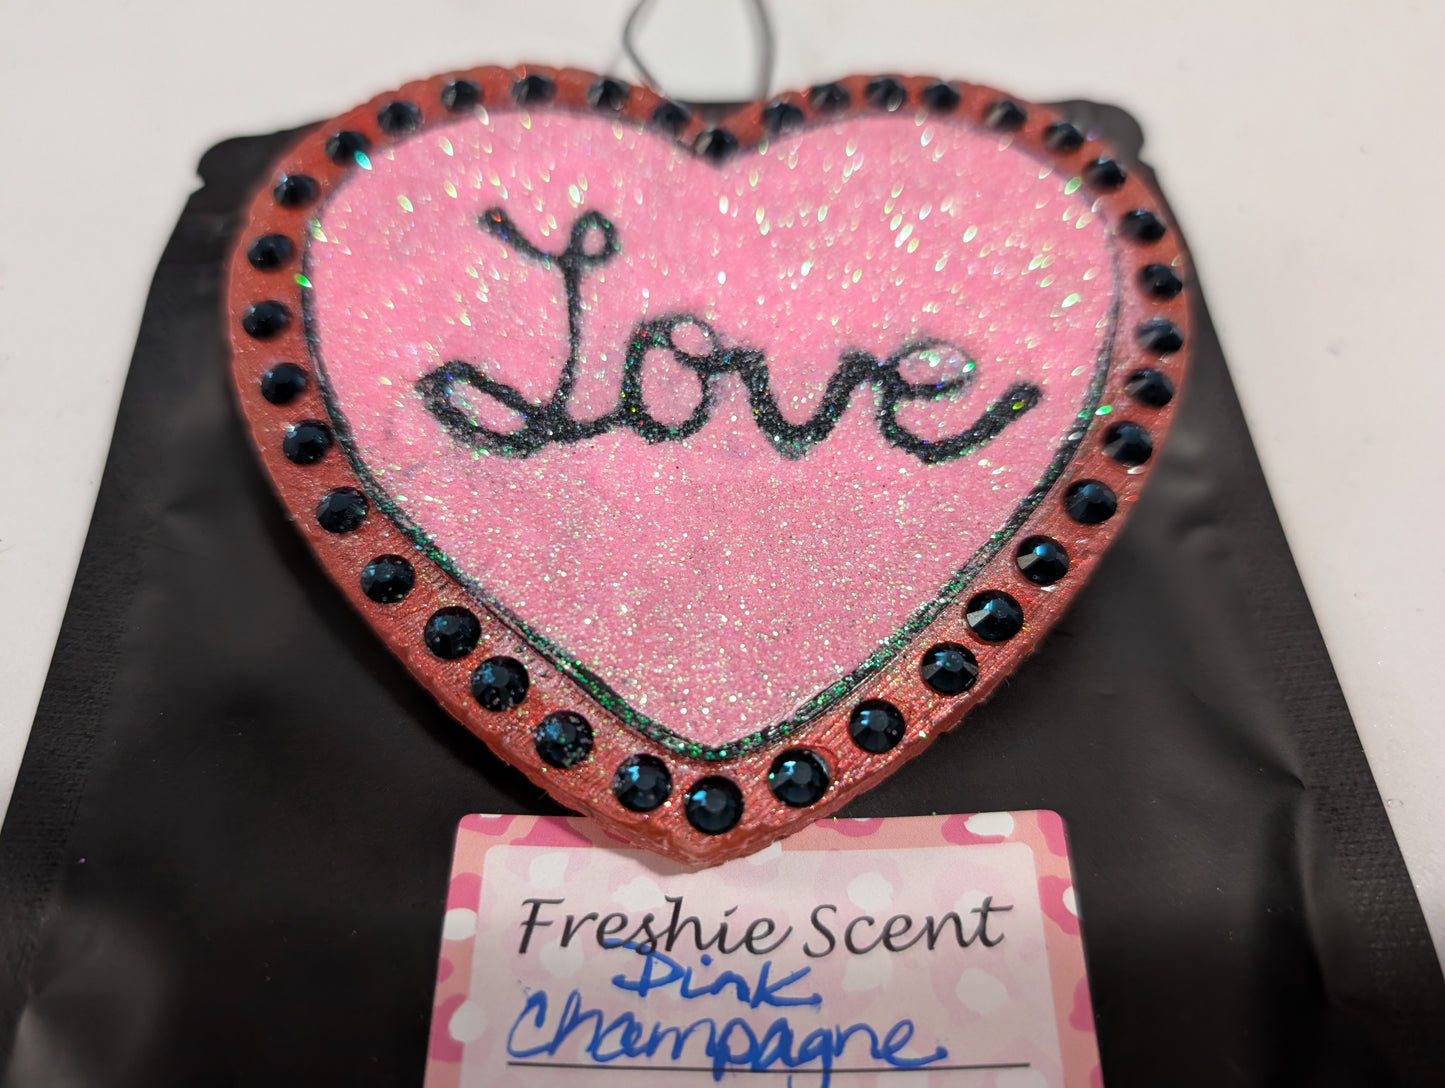 Love
Freshie Scent
Pink
Champagne